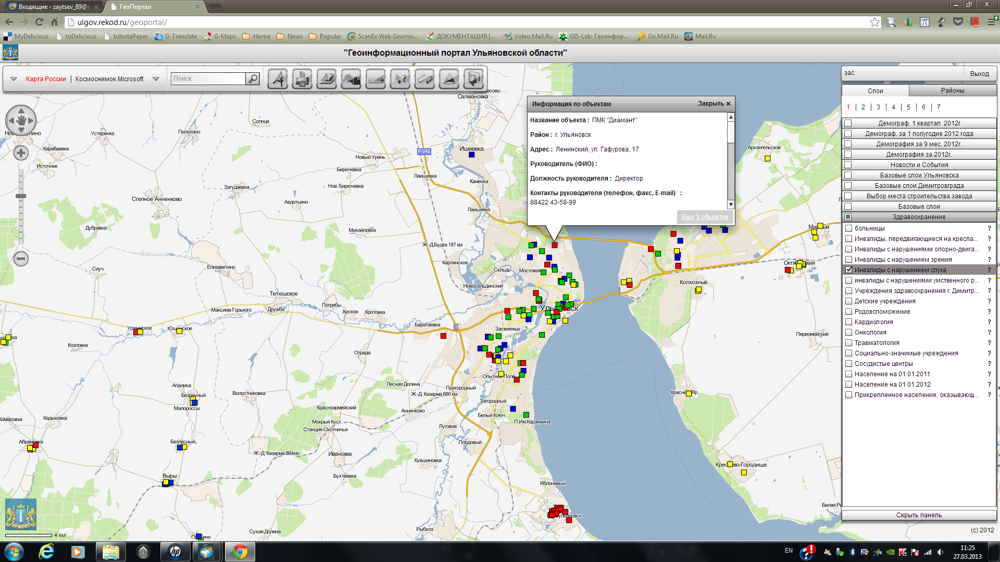 Входящие - zaytsev_89@r
ГеоПортал
ulgov.rekod.ru/geoportal/
MyDelicious
toDelicious
toInstaPaper
G-Translate
G-Maps
Home
News
Popular
ScanEx Web Geomix...
ДОКУМЕНТАЦИЯ [...
Video.Mail.Ru
GIS-Lab: Геоинфор...
Go.Mail.Ru
Mail.Ru
"Геоинформационный портал Ульяновской области"
Карта России | Космоснимок Microsoft
Поиск
зас
Выход
Слои
Районы
1 | 2 | 3 | 4 | 5 | 6 | 7
Демограф. 1 квартал 2012г
Демограф. за 1 полугодие 2012 года
Демография за 9 мес. 2012г.
Демография за 2012г.
Новости и События
Базовые слои Ульяновска
Базовые слои Димитровграда
Выбор места строительства завода
Базовые слои
Здравоохранение
больницы ?
Инвалиды, передвигающиеся на кресла... ?
Инвалиды с нарушениями опорно-двига... ?
Инвалиды с нарушением зрения ?
Инвалиды с нарушением слуха ?
инвалиды с нарушениями умственного р... ?
Учреждения здравоохранения г. Димитр... ?
Детские учреждения ?
Родовспоможение ?
Кардиология ?
Онкология ?
Травматология ?
Социально-значимые учреждения ?
Сосудистые центры ?
Население на 01.01.2011 ?
Население на 01.01.2012 ?
Прикрепленное население, оказывающ... ?
Скрыть панель
(c) 2012
Информация по объектам
Закрыть ×
Название объекта : ПМК "Диамант"
Район : г. Ульяновск
Адрес : Ленинский, ул. Гафурова, 17
Руководитель (ФИО) :
Должность руководителя : Директор
Контакты руководителя (телефон, факс, E-mail) :
88422 43-58-99
Еще 3 объектов
Салмановка
Свияга
Солнце
Устеренка
Пилюгино
Карабаевка
Источник
Р-241
Ишеевка
Новый Урень
Бирючевка
Лаишевка
Каменка
Архангельское
Загудаевка
Нов. Бирючевка
Степное Анненково
Авдотьино
Лаишевка
Дубравка
Михайловка
Ж.-Д.Будка 187 км
Карлинское
Сиуч
Елизаветино
Сельдь
Мостовая
Колхозный
Новосельдинский
Тетюшское
Погребы
Сельдь
Дружба
Максима Горького
Арское
Кротовка
Баратаевка
Засвияжье
Первомайский
Козловка
Отрада
Опытное Поле
Лесная Долина
Пригородный
Апалиха
Волостновка
Ж.-Д. Казарма 880 км
Загородный
Малороссы
Красноармейский
Анненково
Белый Ключ
П.Им.Карамзина
Комаровка
Кадыковка
Мокрый Куст
Станция-Охотничья
Луговое
Безлесный
Плодовый
Ж.-Д. Казарма 864км
Ивановка
Кувшиновка
Выры
Бухтеевка
Яблоневый
Рыбхоз
Сухая Долина
4 км
EN
11:25
27.03.2013